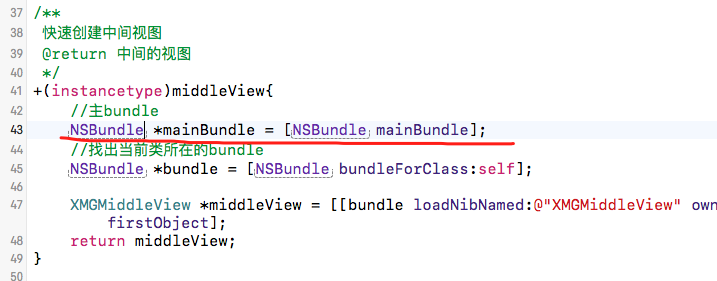 37 /**
38 快速创建中间视图
39 @return 中间的视图
40 */
41 +(instancetype)middleView{
42 //主bundle
43 NSBundle *mainBundle = [NSBundle mainBundle];
44 //找出当前类所在的bundle
45 NSBundle *bundle = [NSBundle bundleForClass:self];
46
47 XMGMiddleView *middleView = [[bundle loadNibNamed:@"XMGMiddleView" own
firstObject];
48 return middleView;
49 }
50